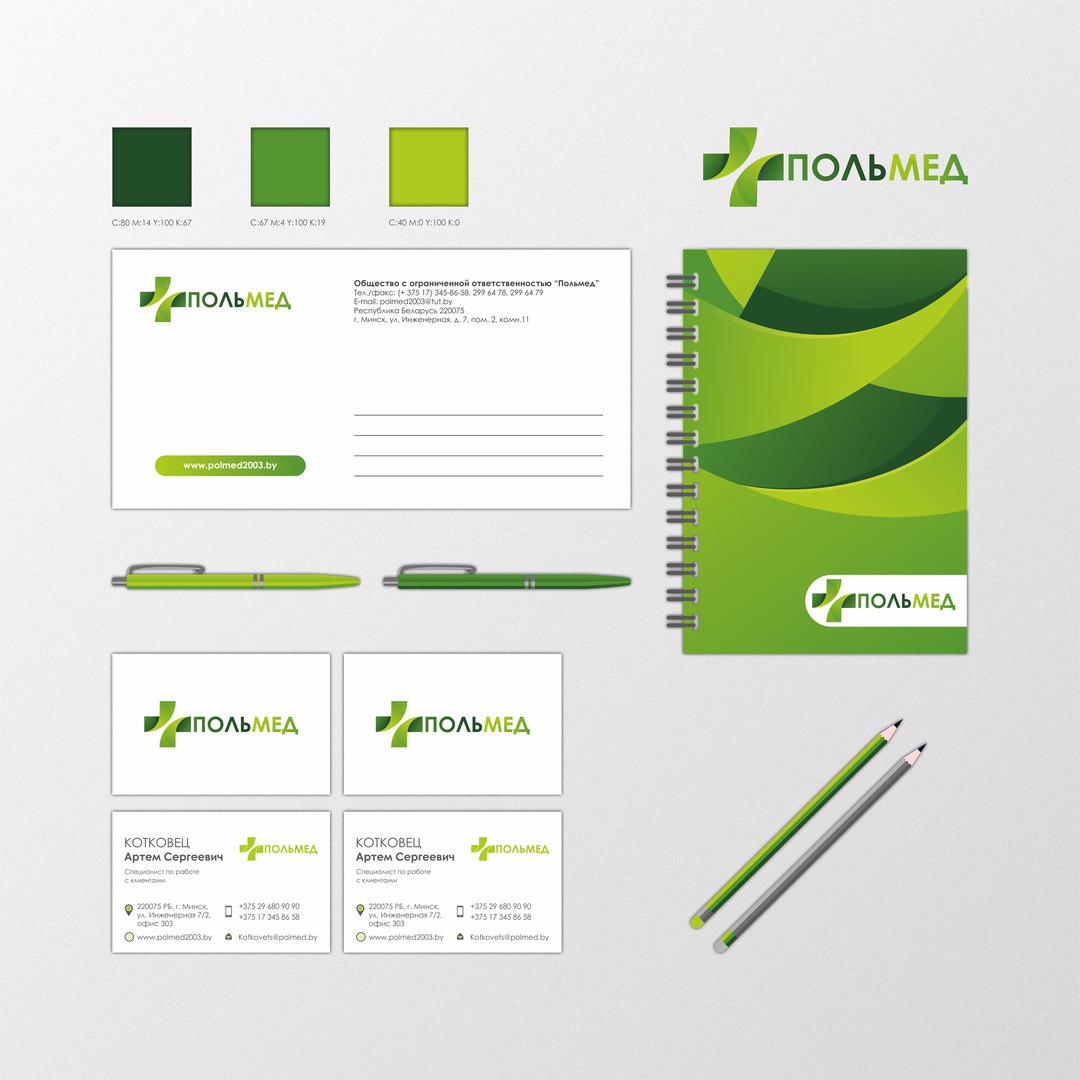 C:80 M:14 Y:100 K:67
C:67 M:4 Y:100 K:19
C:40 M:0 Y:100 K:0
ПОЛЬМЕД
ПОЛЬМЕД
Общество с ограниченной ответственностью "Польмед"
Тел./факс: (+ 375 17) 345-86-58, 299 64 78, 299 64 79
E-mail: polmed2003@tut.by
Республика Беларусь 220075
г. Минск, ул. Инженерная, д. 7, пом. 2, комн.11
www.polmed2003.by
ПОЛЬМЕД
ПОЛЬМЕД
ПОЛЬМЕД
КОТКОВЕЦ
Артем Сергеевич
Специалист по работе
с клиентами
ПОЛЬМЕД
220075 РБ, г. Минск,
ул. Инженерная 7/2,
офис 303
+375 29 680 90 90
+375 17 345 86 58
www.polmed2003.by
Kotkovets@polmed.by
КОТКОВЕЦ
Артем Сергеевич
Специалист по работе
с клиентами
ПОЛЬМЕД
220075 РБ, г. Минск,
ул. Инженерная 7/2,
офис 303
+375 29 680 90 90
+375 17 345 86 58
www.polmed2003.by
Kotkovets@polmed.by